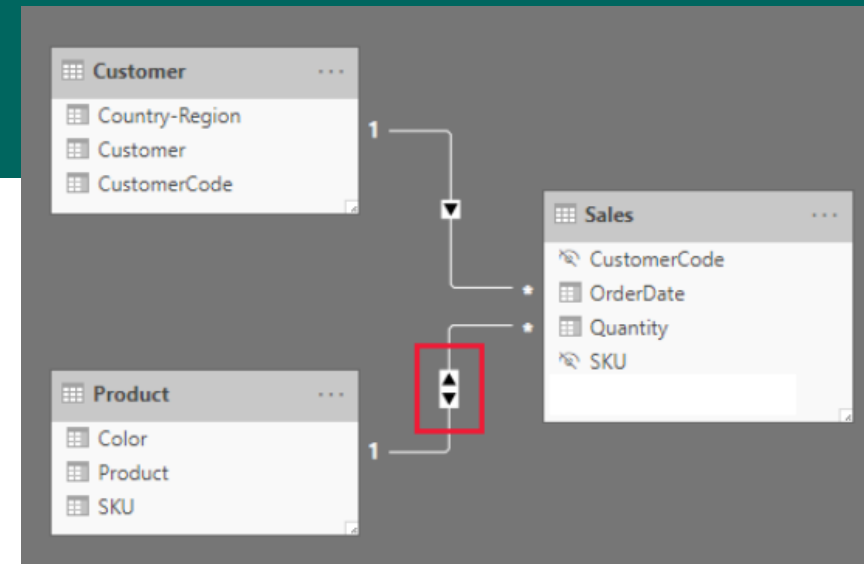 Customer ...
Country-Region
Customer
CustomerCode
1
Sales ...
CustomerCode
OrderDate
Quantity
SKU
*
*
Product ...
Color
Product
SKU
1